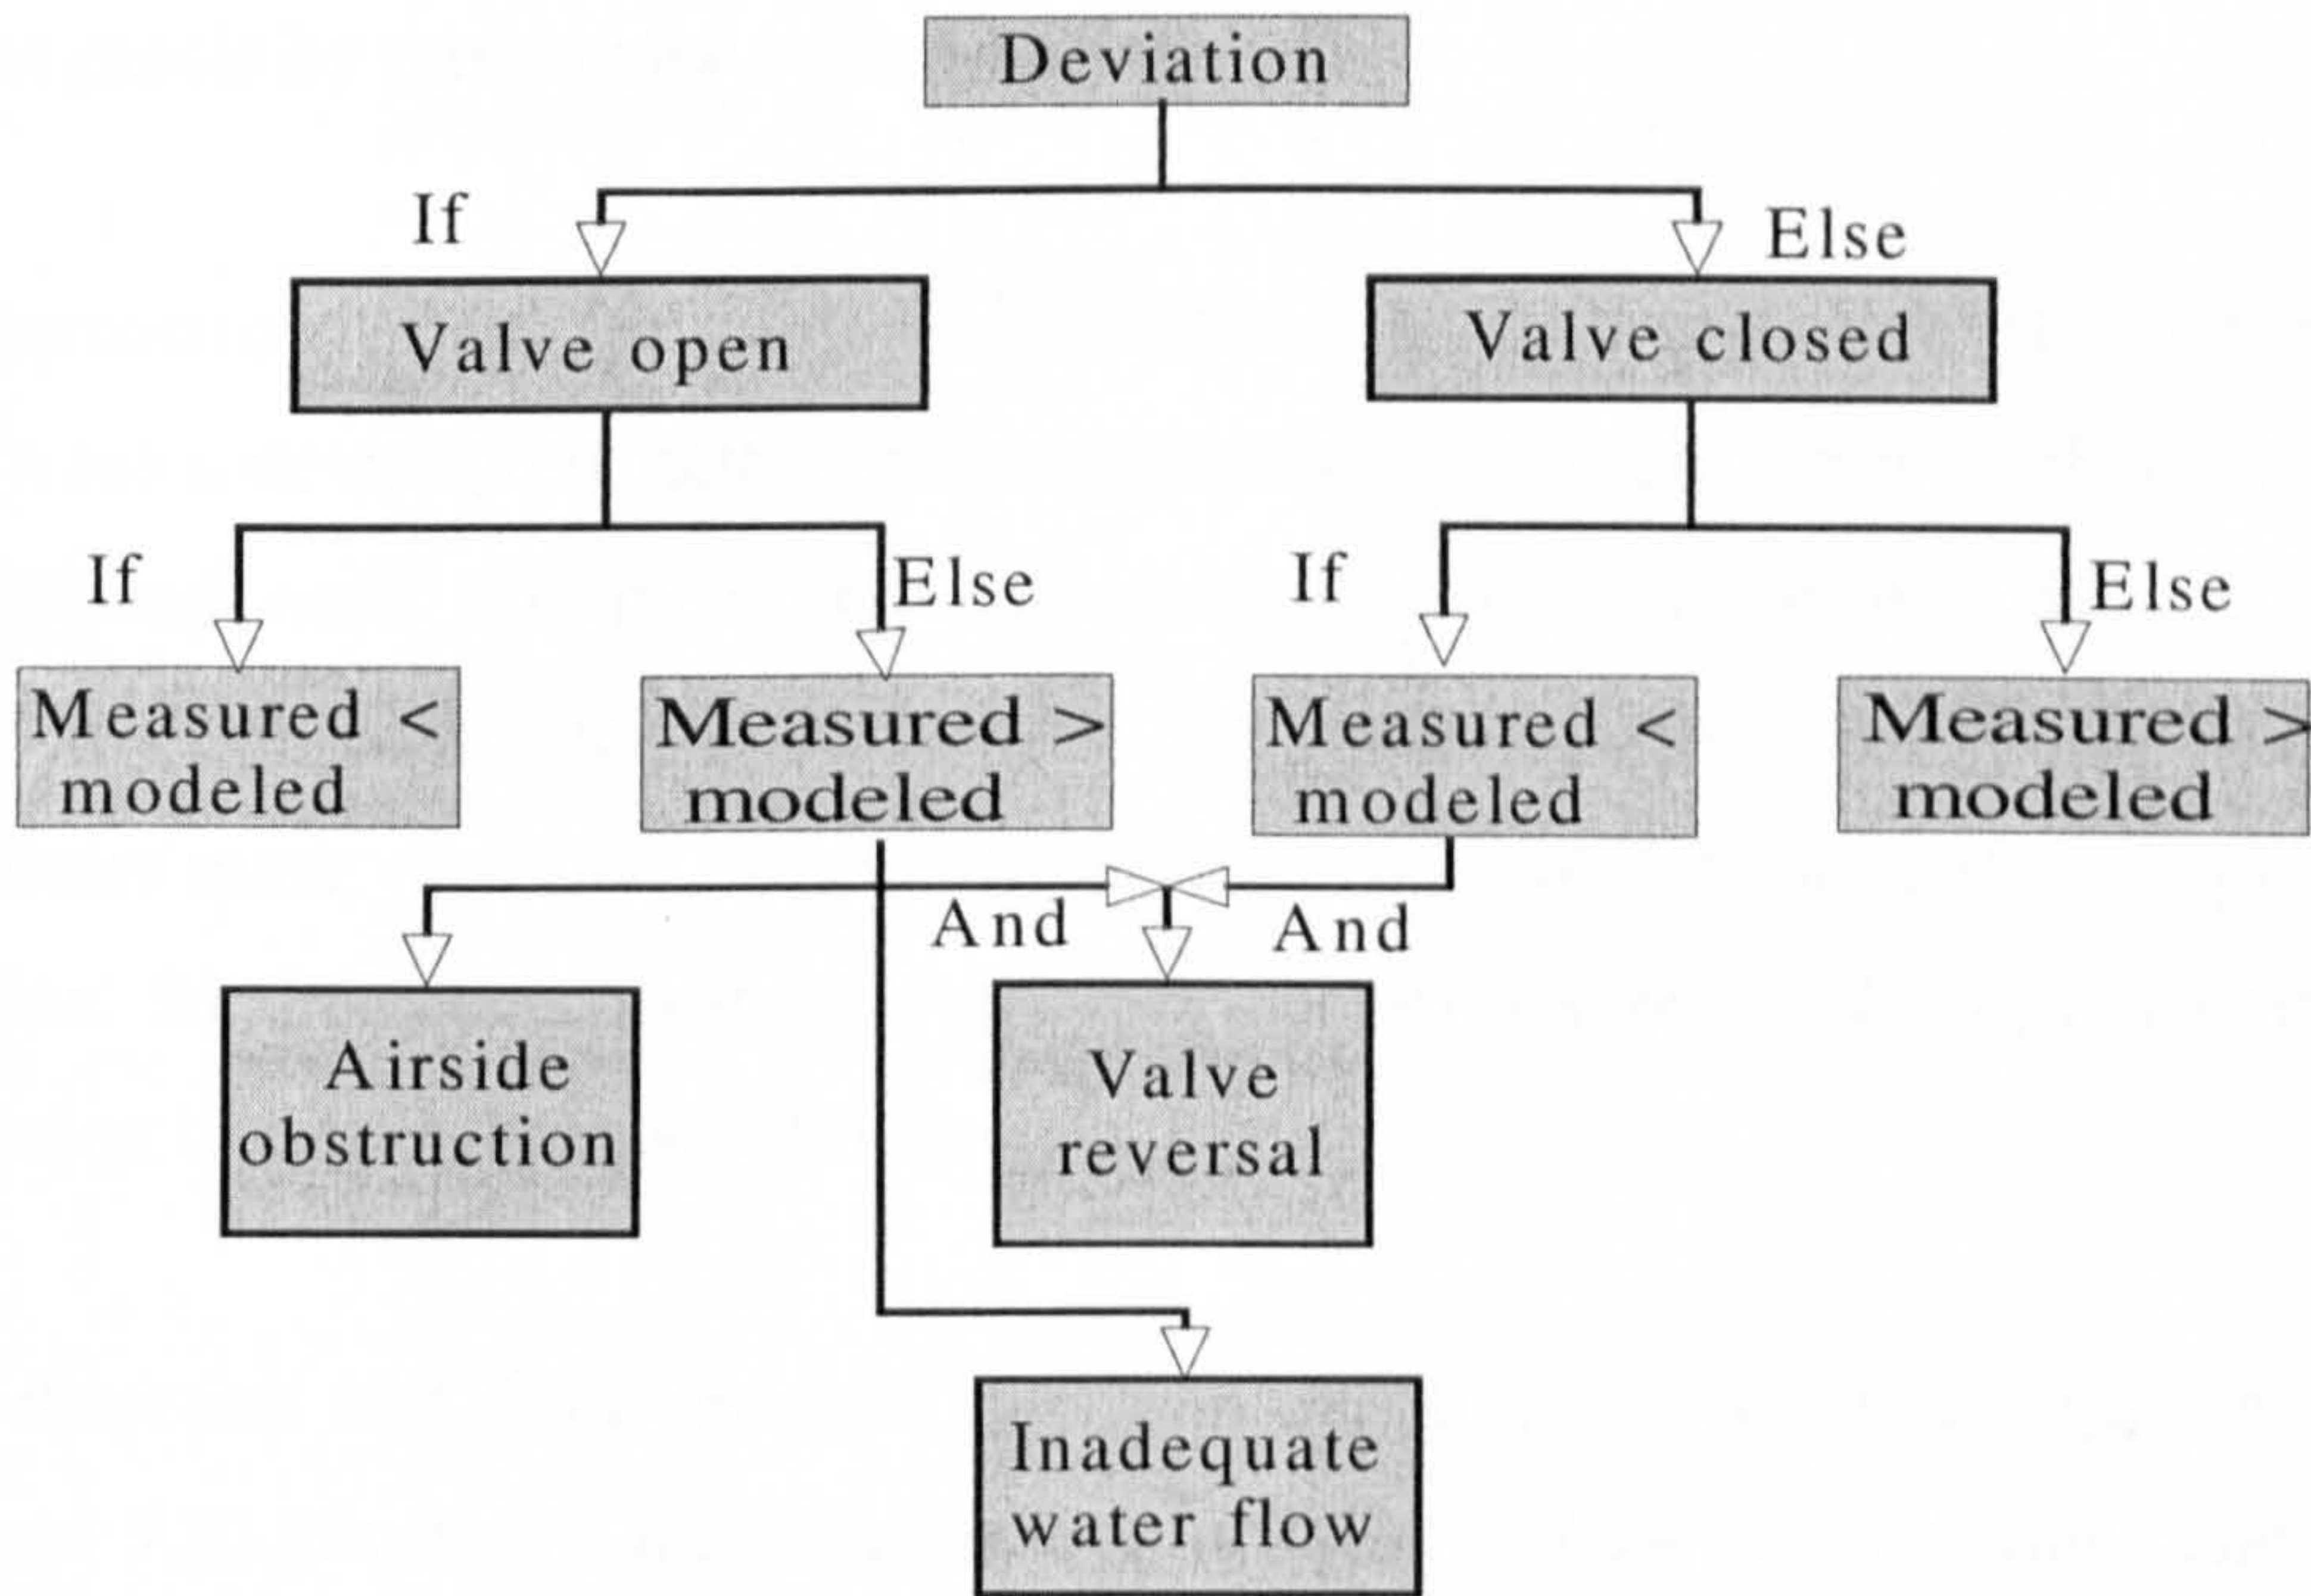 Deviation
If
Else
Valve open
Valve closed
If
Else
If
Else
Measured <
modeled
Measured >
modeled
Measured <
modeled
Measured >
modeled
And
And
Airside
obstruction
Valve
reversal
Inadequate
water flow